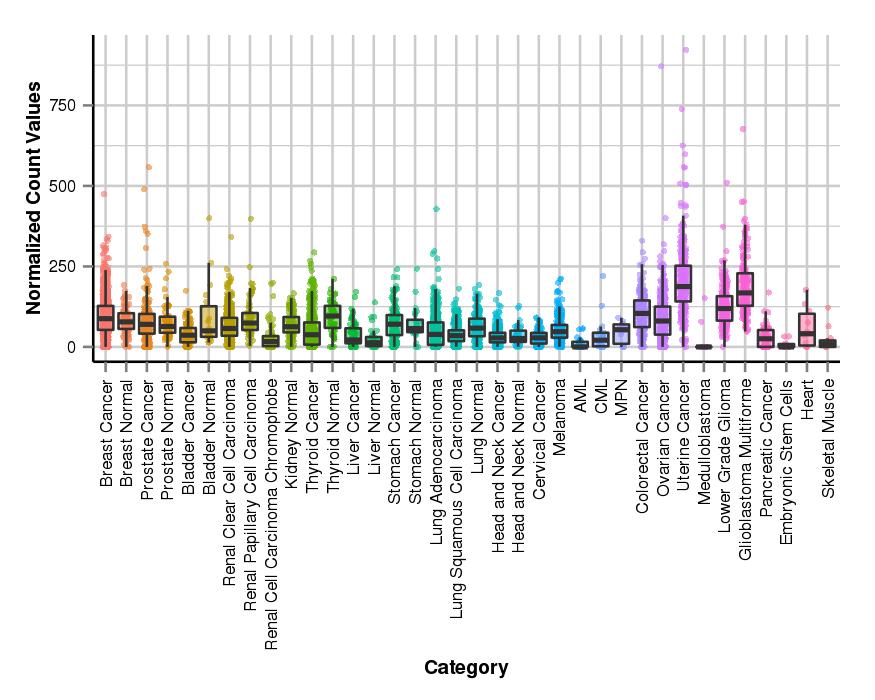 Normalized Count Values
750
500
250
0
Breast Cancer
Breast Normal
Prostate Cancer
Prostate Normal
Bladder Cancer
Bladder Normal
Renal Clear Cell Carcinoma
Renal Papillary Cell Carcinoma
Renal Cell Carcinoma Chromophobe
Kidney Normal
Thyroid Cancer
Thyroid Normal
Liver Cancer
Liver Normal
Stomach Cancer
Stomach Normal
Lung Adenocarcinoma
Lung Squamous Cell Carcinoma
Lung Normal
Head and Neck Cancer
Head and Neck Normal
Cervical Cancer
Melanoma
AML
CML
MPN
Colorectal Cancer
Ovarian Cancer
Uterine Cancer
Medulloblastoma
Lower Grade Glioma
Glioblastoma Multiforme
Pancreatic Cancer
Embryonic Stem Cells
Heart
Skeletal Muscle
Category